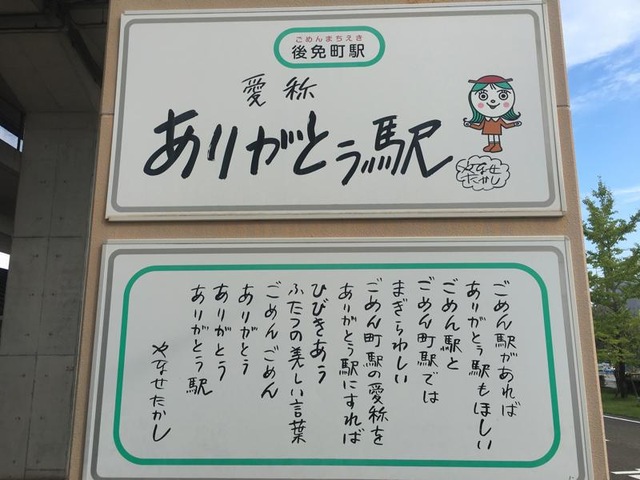 ごめんまちえき
後免町駅
愛称
ありがとう駅
やなせたかし
ごめん駅があれば
ありがとう駅もほしい
ごめん駅と
ごめん町駅では
まぎらわしい
ごめん町駅の愛称を
ありがとう駅にすれば
ひびきあう
ふたつの美しい言葉
ごめんごめん
ありがとう
ありがとう
ありがとう駅
やなせたかし